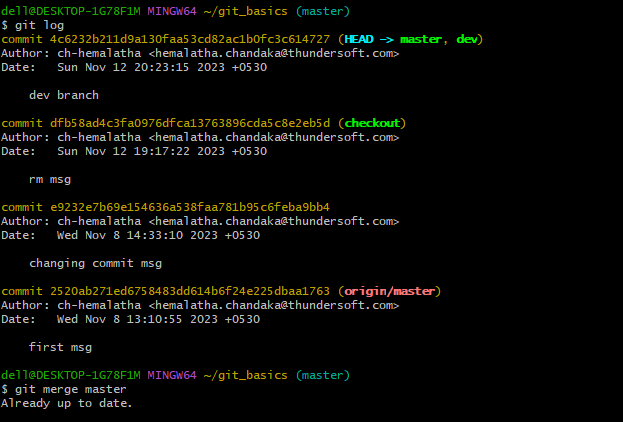 dell@DESKTOP-1G78F1M MINGW64 ~/git_basics (master)
$ git log
commit 4c6232b211d9a130faa53cd82ac1b0fc3c614727 (HEAD -> master, dev)
Author: ch-hemalatha <hemalatha.chandaka@thundersoft.com>
Date:   Sun Nov 12 20:23:15 2023 +0530

    dev branch

commit dfb58ad4c3fa0976dfca13763896cda5c8e2eb5d (checkout)
Author: ch-hemalatha <hemalatha.chandaka@thundersoft.com>
Date:   Sun Nov 12 19:17:22 2023 +0530

    rm msg

commit e9232e7b69e154636a538faa781b95c6feba9bb4
Author: ch-hemalatha <hemalatha.chandaka@thundersoft.com>
Date:   Wed Nov 8 14:33:10 2023 +0530

    changing commit msg

commit 2520ab271ed6758483dd614b6f24e225dbaa1763 (origin/master)
Author: ch-hemalatha <hemalatha.chandaka@thundersoft.com>
Date:   Wed Nov 8 13:10:55 2023 +0530

    first msg

dell@DESKTOP-1G78F1M MINGW64 ~/git_basics (master)
$ git merge master
Already up to date.